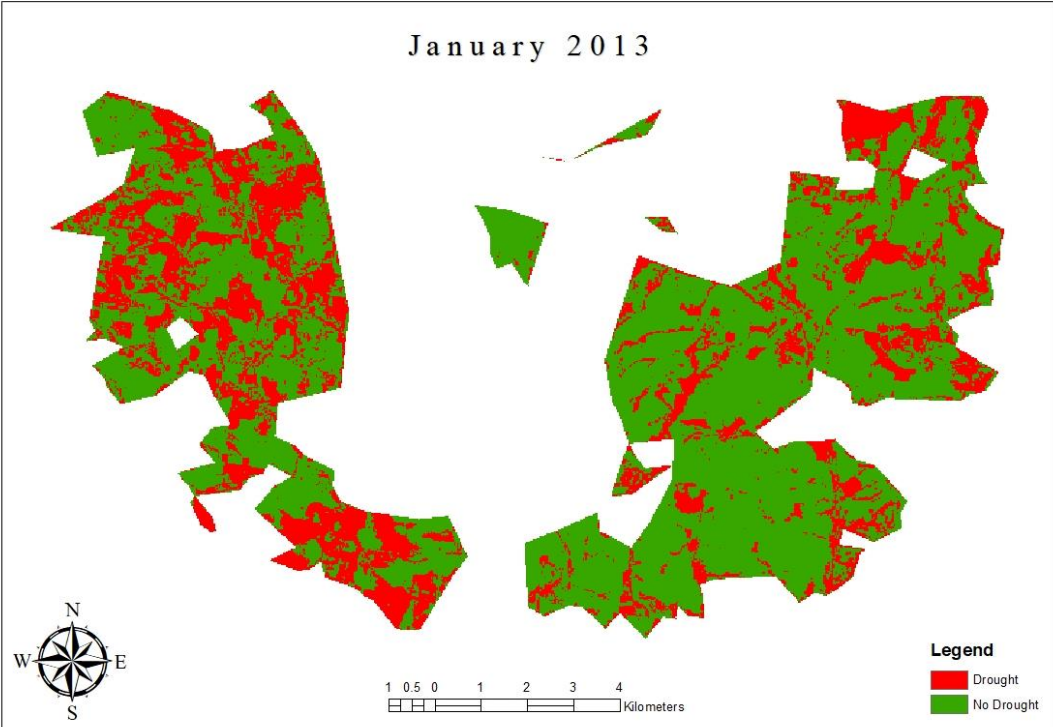 January 2013
N
W E
S
1 0.5 0 1 2 3 4
Kilometers
Legend
Drought
No Drought